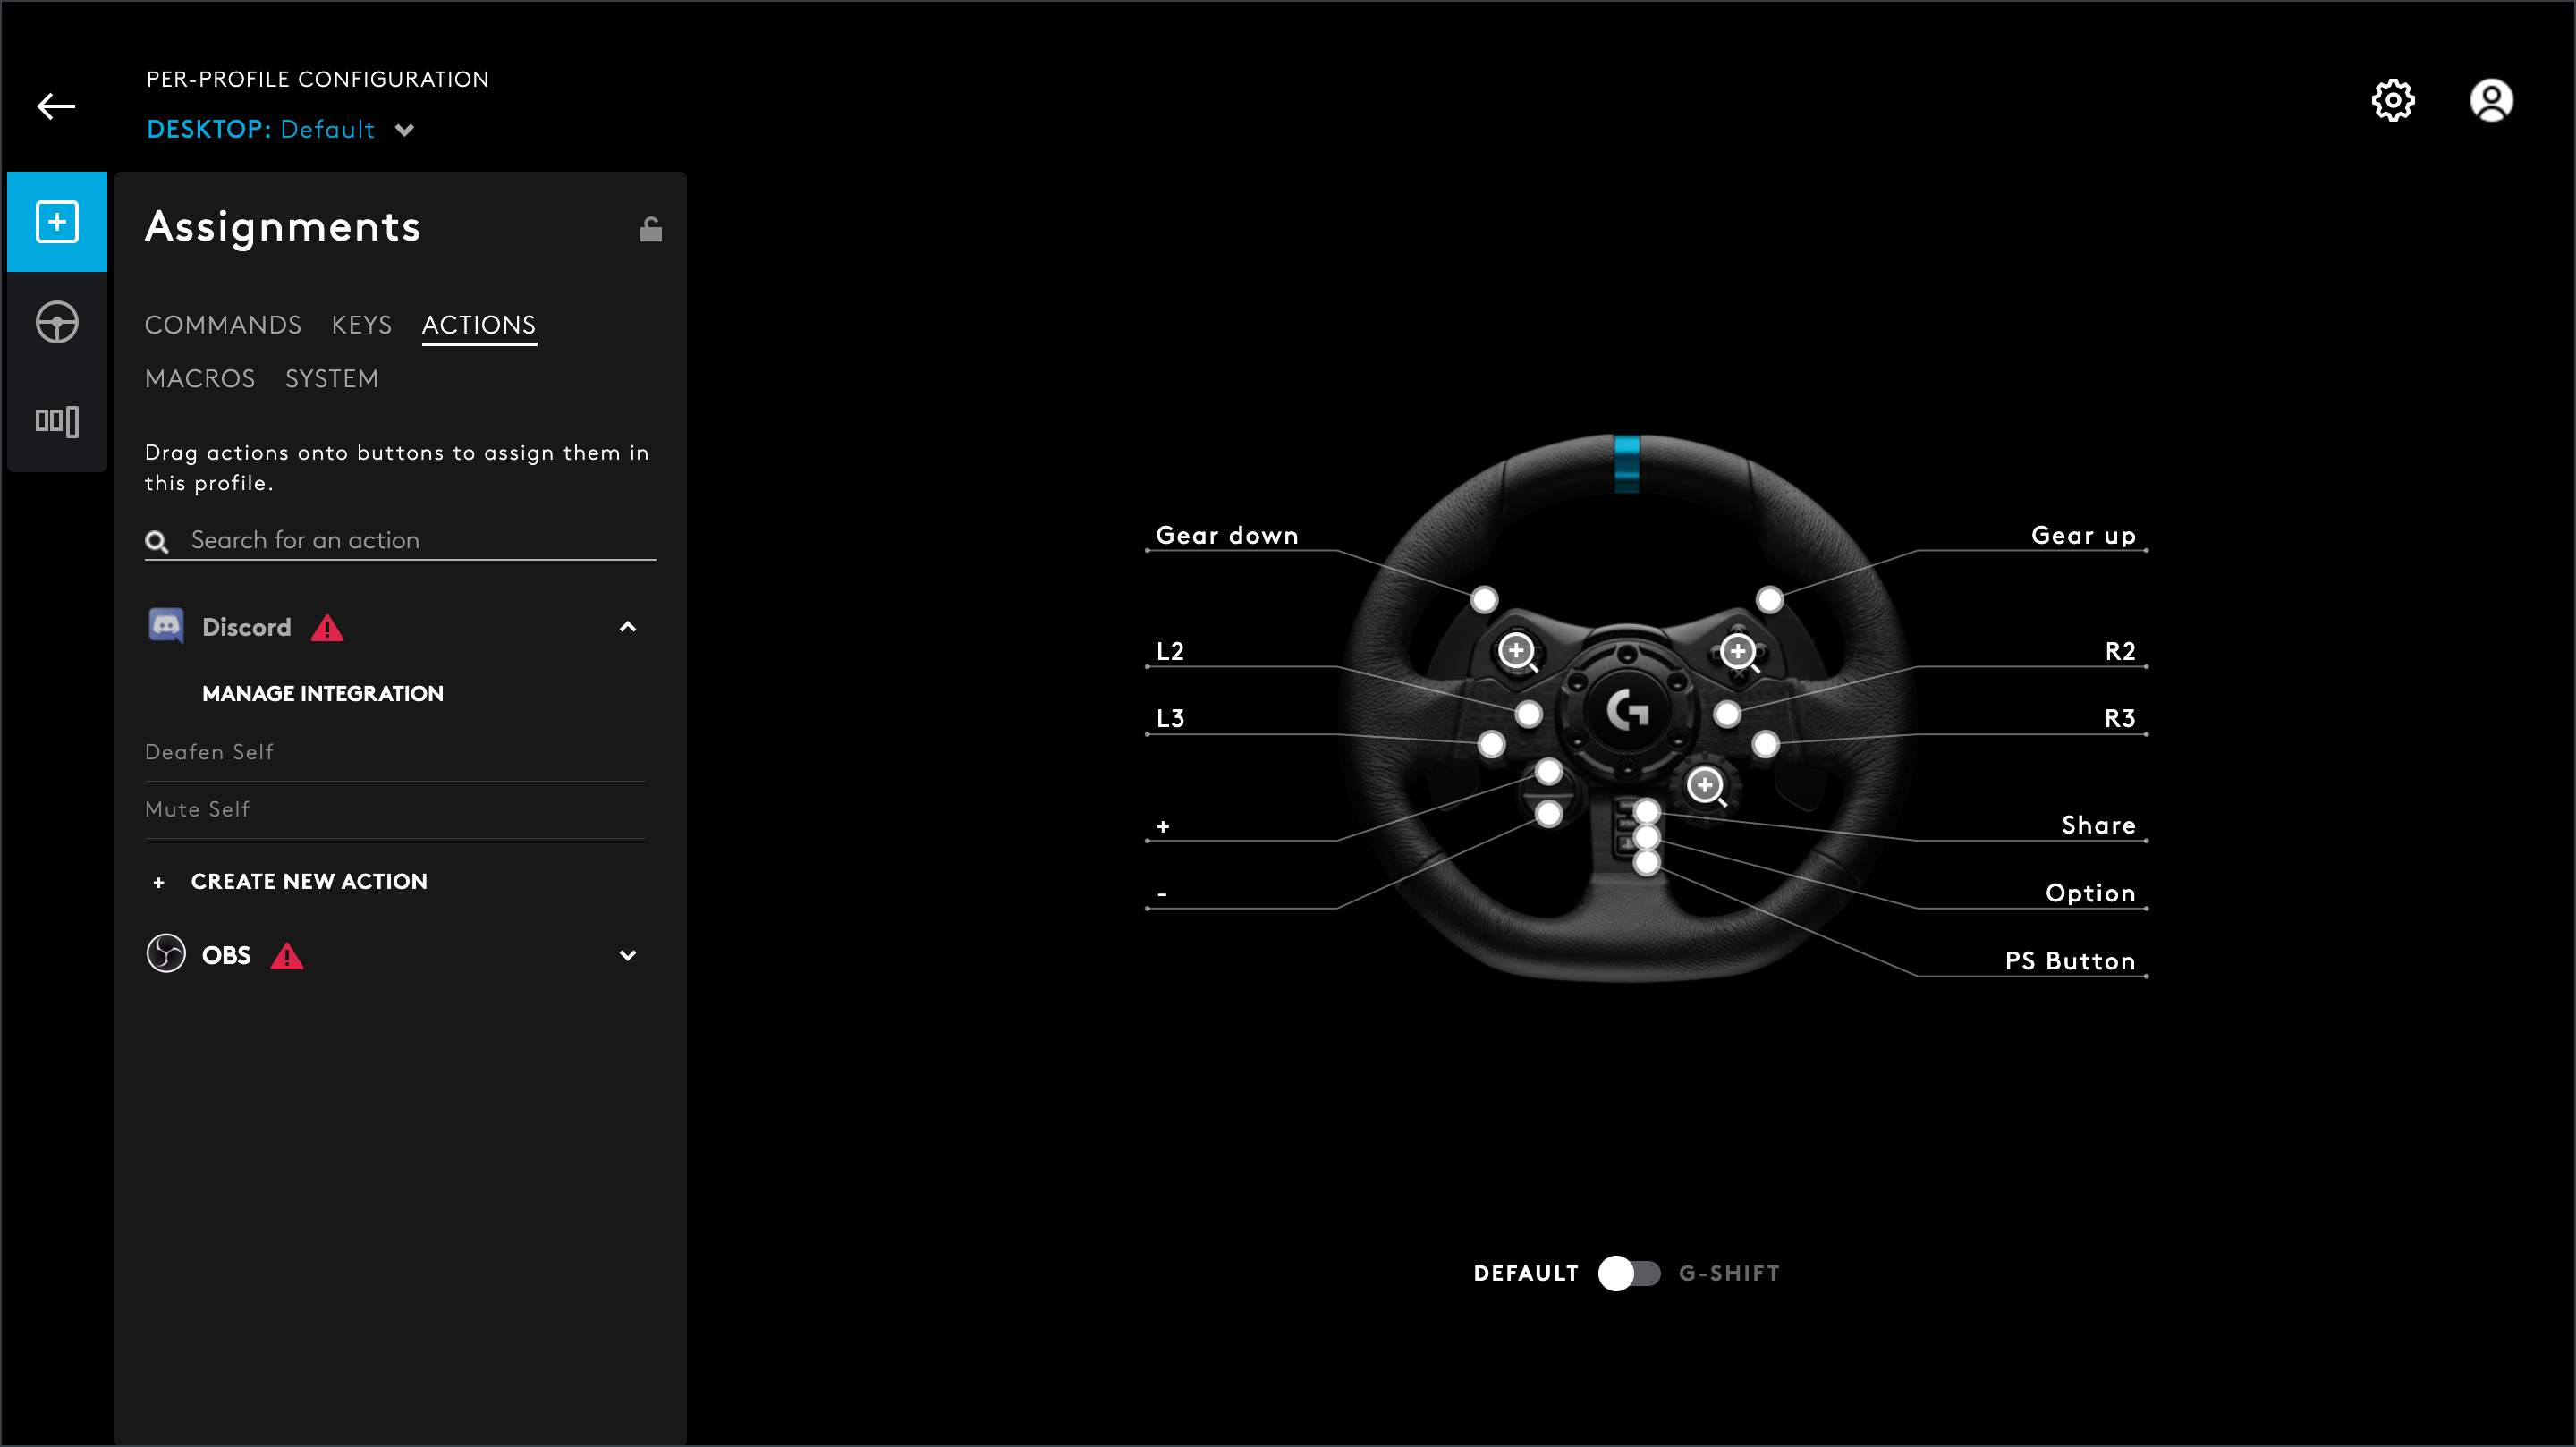 PER-PROFILE CONFIGURATION
DESKTOP: Default
Assignments
COMMANDS KEYS ACTIONS
MACROS SYSTEM
Drag actions onto buttons to assign them in
this profile.
Search for an action
Discord
MANAGE INTEGRATION
Deafen Self
Mute Self
+ CREATE NEW ACTION
OBS
Gear down
L2
L3
+
-
Gear up
R2
R3
Share
Option
PS Button
DEFAULT G-SHIFT